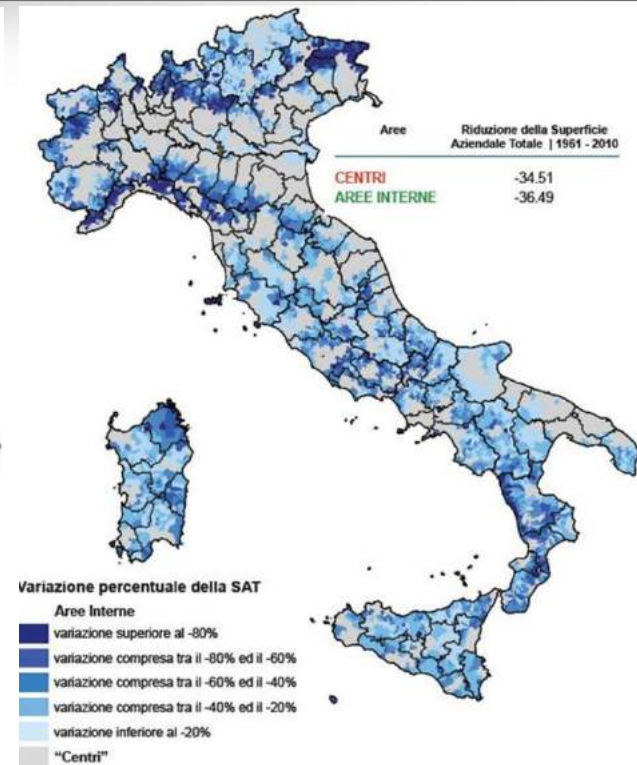 Aree Riduzione della Superficie
Aziendale Totale | 1961 - 2010
CENTRI -34.51
AREE INTERNE -36.49
Variazione percentuale della SAT
Aree Interne
variazione superiore al -80%
variazione compresa tra il -80% ed il -60%
variazione compresa tra il -60% ed il -40%
variazione compresa tra il -40% ed il -20%
variazione inferiore al -20%
"Centri"